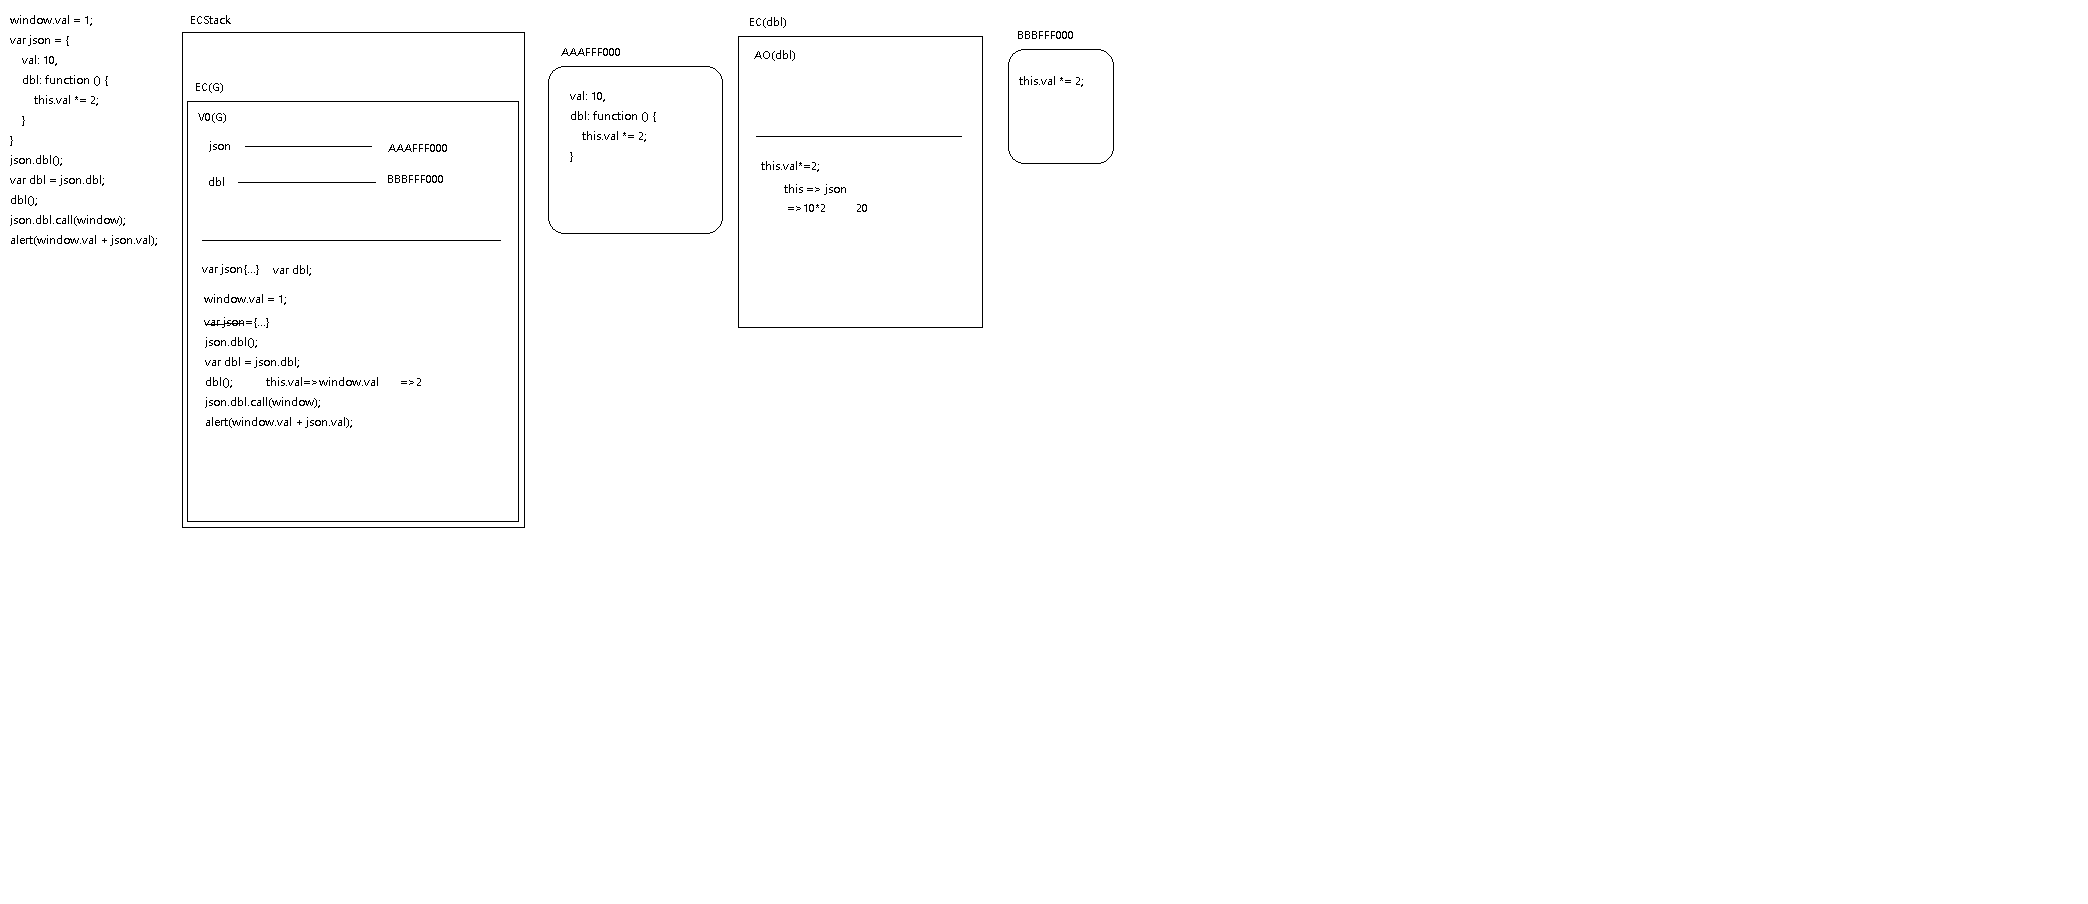 window.val = 1;
var json = {
val: 10,
dbl: function () {
this.val *= 2;
}
}
json.dbl();
var dbl = json.dbl;
dbl();
json.dbl.call(window);
alert(window.val + json.val);
ECStack
EC(G)
V0(G)
json AAAFFF000
dbl BBBFFF000
var json{...} var dbl;
window.val = 1;
var json={...}
json.dbl();
var dbl = json.dbl;
dbl(); this.val=>window.val =>2
json.dbl.call(window);
alert(window.val + json.val);
AAAFFF000
val: 10,
dbl: function () {
this.val *= 2;
}
EC(dbl)
AO(dbl)
this.val*=2;
this => json
=>10*2 20
BBBFFF000
this.val *= 2;